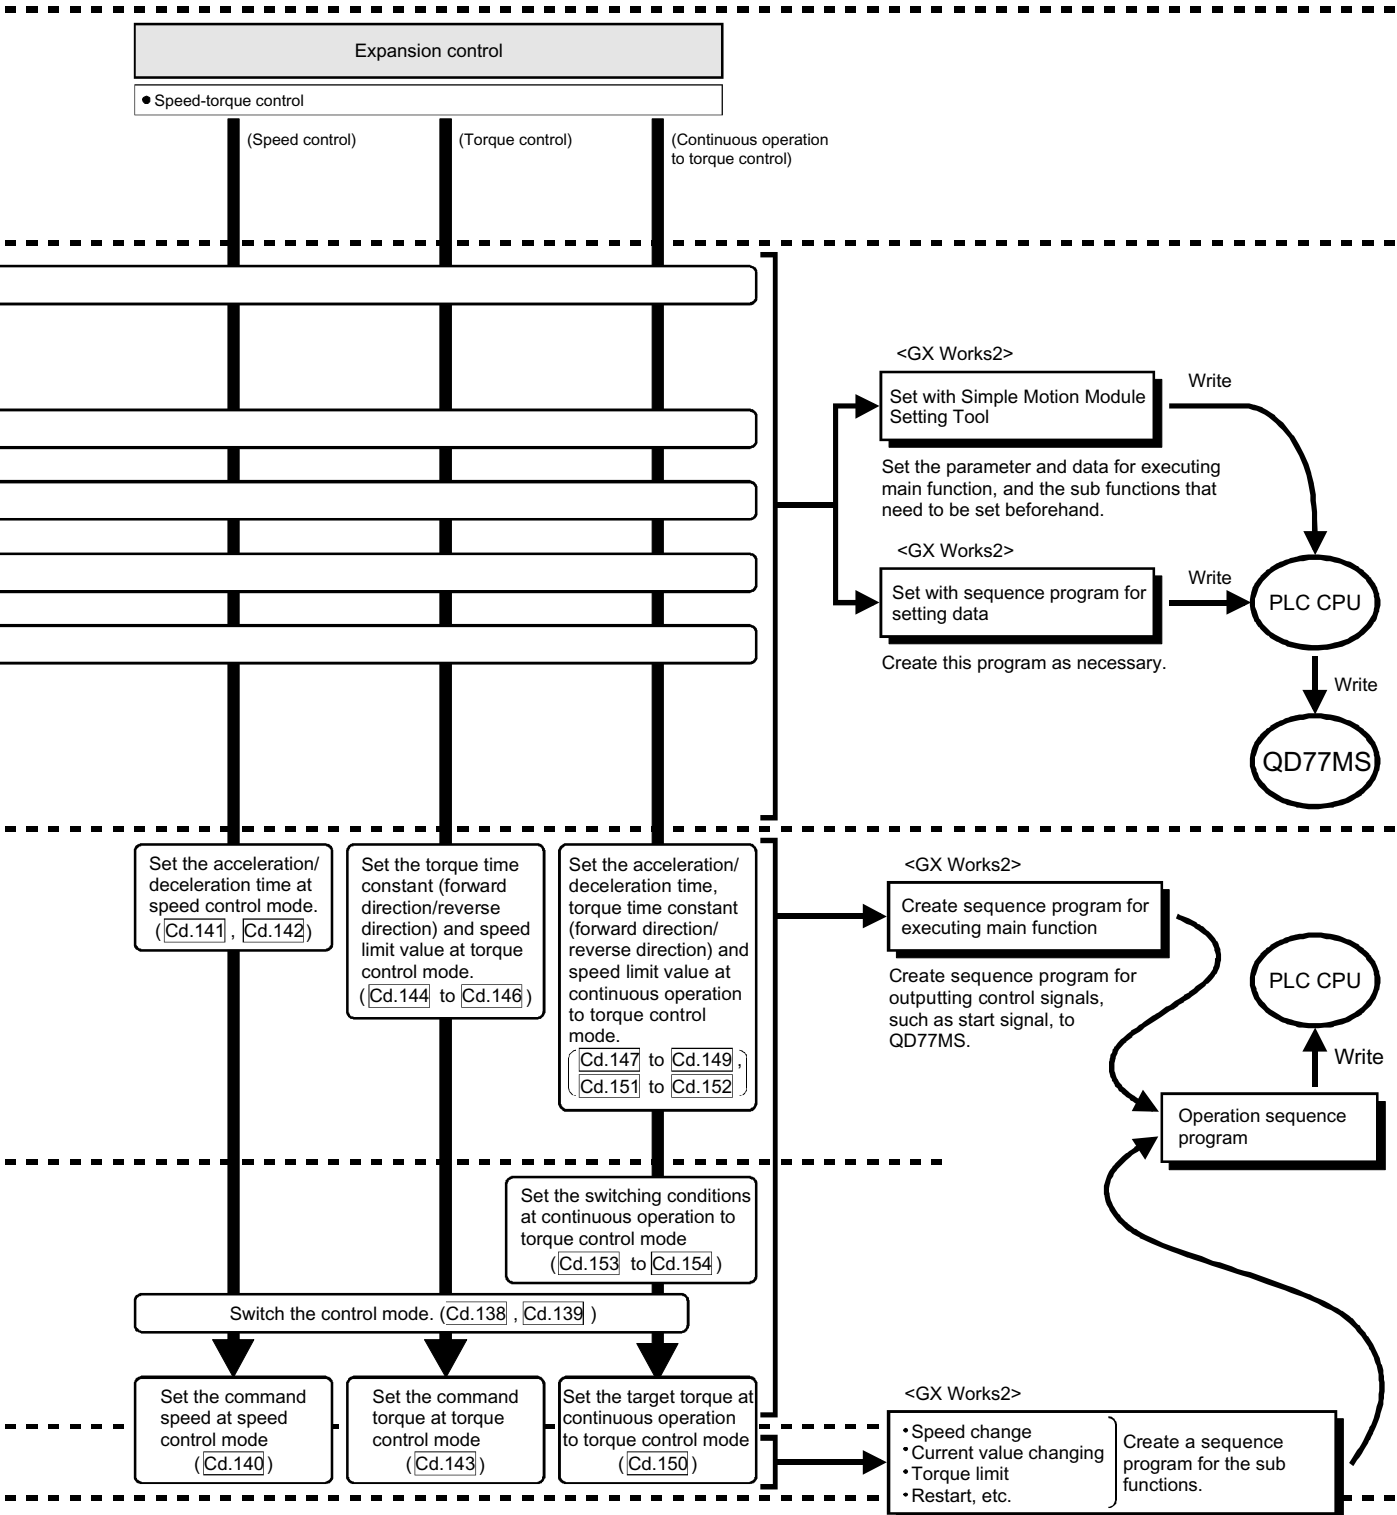 Expansion control
● Speed-torque control
(Speed control)
(Torque control)
(Continuous operation
to torque control)
<GX Works2>
Set with Simple Motion Module
Setting Tool
Write
Set the parameter and data for executing
main function, and the sub functions that
need to be set beforehand.
<GX Works2>
Set with sequence program for
setting data
Write
PLC CPU
Create this program as necessary.
Write
QD77MS
Set the acceleration/
deceleration time at
speed control mode.
(Cd.141, Cd.142)
Set the torque time
constant (forward
direction/reverse
direction) and speed
limit value at torque
control mode.
(Cd.144 to Cd.146)
Set the acceleration/
deceleration time,
torque time constant
(forward direction/
reverse direction) and
speed limit value at
continuous operation
to torque control
mode.
(Cd.147 to Cd.149,
Cd.151 to Cd.152)
<GX Works2>
Create sequence program for
executing main function
Create sequence program for
outputting control signals,
such as start signal, to
QD77MS.
PLC CPU
Write
Operation sequence
program
Set the switching conditions
at continuous operation to
torque control mode
(Cd.153 to Cd.154)
Switch the control mode. (Cd.138, Cd.139)
Set the command
speed at speed
control mode
(Cd.140)
Set the command
torque at torque
control mode
(Cd.143)
Set the target torque at
continuous operation
to torque control mode
(Cd.150)
<GX Works2>
• Speed change
• Current value changing
• Torque limit
• Restart, etc.
Create a sequence
program for the sub
functions.